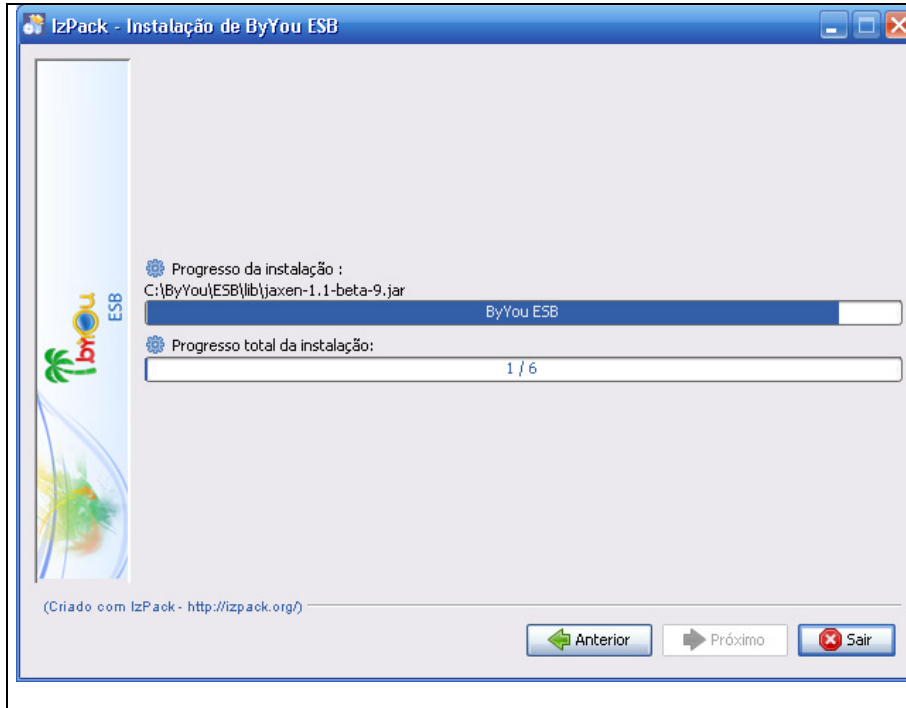 IzPack - Instalação de ByYou ESB
byYou
ESB
Progresso da instalação :
C:\ByYou\ESB\lib\jaxen-1.1-beta-9.jar
ByYou ESB
Progresso total da instalação:
1 / 6
(Criado com IzPack - http://izpack.org/)
Anterior
Próximo
Sair